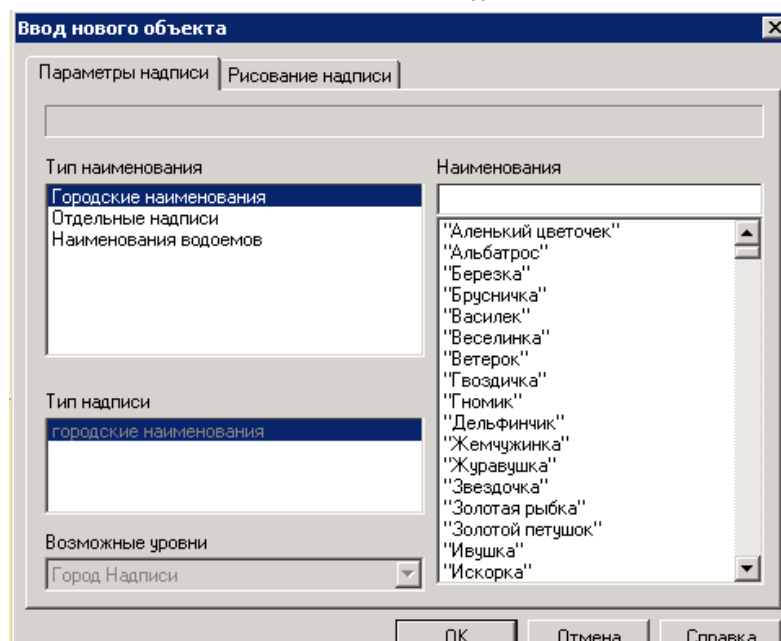 Ввод нового объекта
Параметры надписи
Рисование надписи
Тип наименования
Городские наименования
Отдельные надписи
Наименования водоемов
Тип надписи
городские наименования
Возможные уровни
Город Надписи
Наименования
"Аленький цветочек"
"Альбатрос"
"Березка"
"Брусничка"
"Василек"
"Веселинка"
"Ветерок"
"Гвоздичка"
"Гномик"
"Дельфинчик"
"Жемчужинка"
"Журавушка"
"Звездочка"
"Золотая рыбка"
"Золотой петушок"
"Ивушка"
"Искорка"
OK
Отмена
Справка